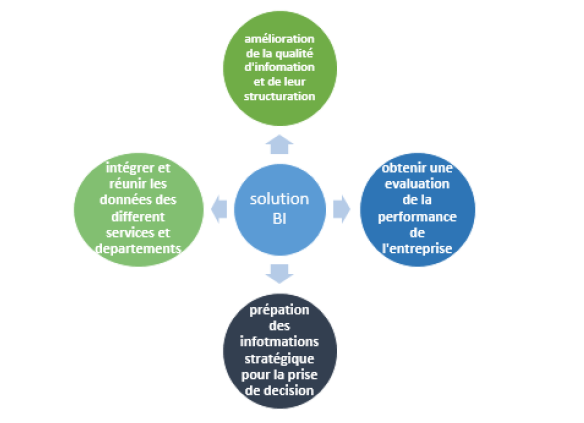 amélioration
de la qualité
d'infomation
et de leur
structuration
intégrer et
réunir les
données des
different
services et
departements
solution
BI
obtenir une
evaluation
de la
performance
de
l'entreprise
prépation
des
infotmations
stratégique
pour la prise
de decision